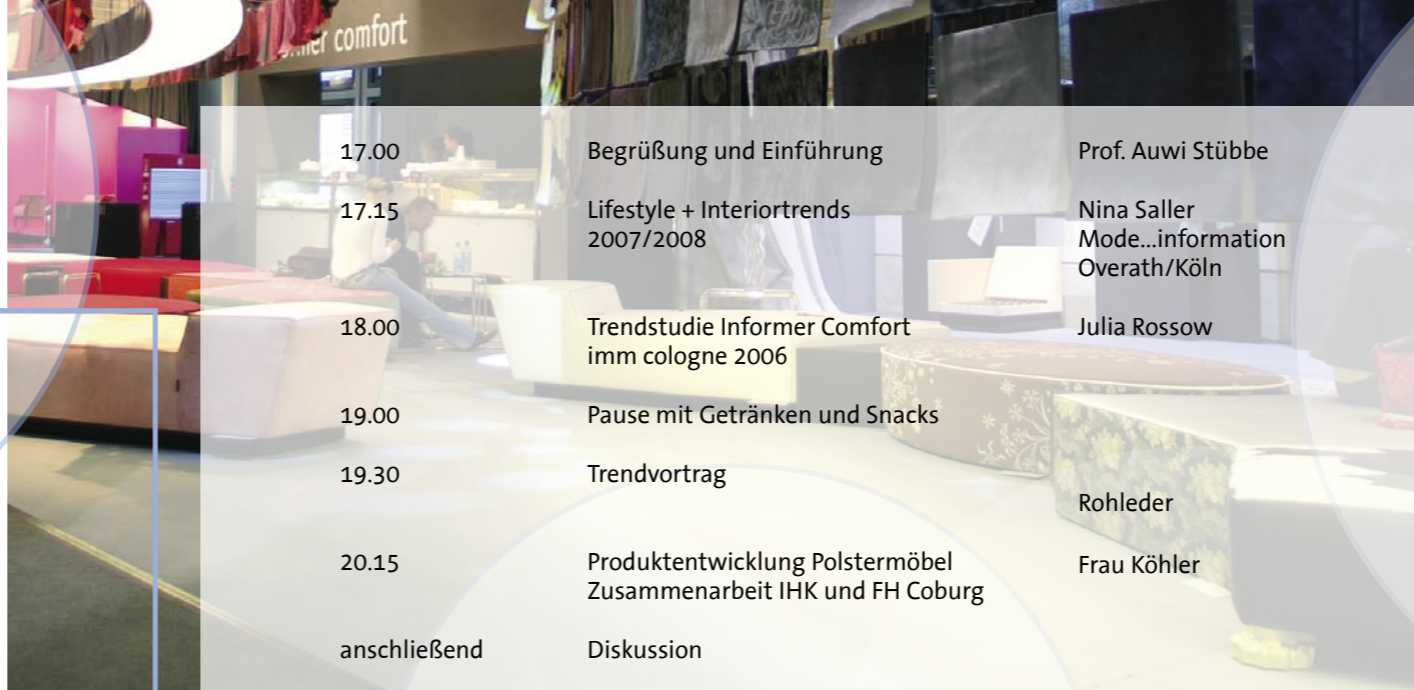 comfort
17.00 Begrüßung und Einführung Prof. Auwi Stübbe
17.15 Lifestyle + Interiortrends Nina Saller
2007/2008 Mode...information
Overath/Köln
18.00 Trendstudie Informer Comfort Julia Rossow
imm cologne 2006
19.00 Pause mit Getränken und Snacks
19.30 Trendvortrag
Rohleder
20.15 Produktentwicklung Polstermöbel Frau Köhler
Zusammenarbeit IHK und FH Coburg
anschließend Diskussion